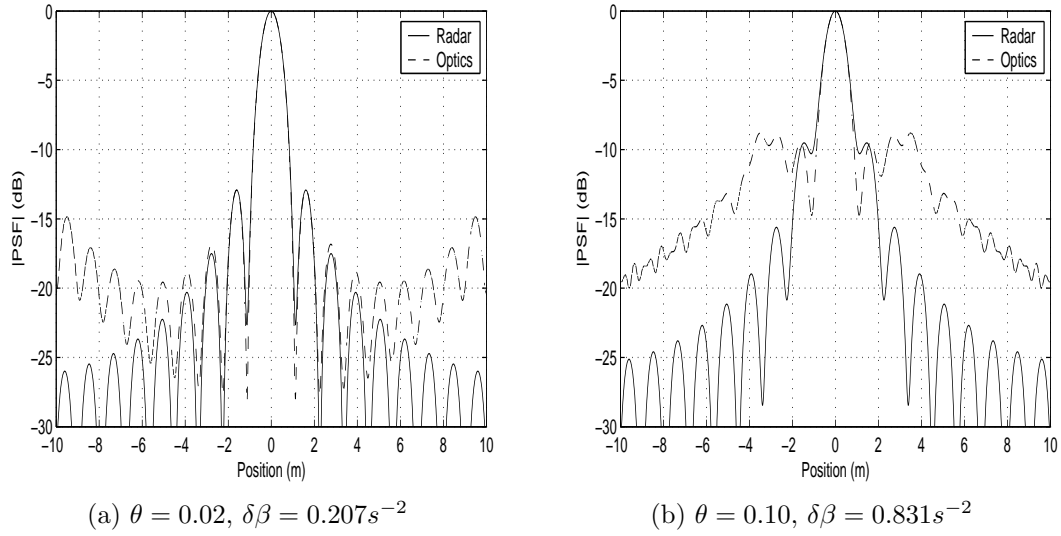 0
−5
−10
−15
−20
−25
−30
|PSF| (dB)
−10 −8 −6 −4 −2 0 2 4 6 8 10
Position (m)
Radar
Optics
(a) θ = 0.02, δβ = 0.207s⁻²
0
−5
−10
−15
−20
−25
−30
|PSF| (dB)
−10 −8 −6 −4 −2 0 2 4 6 8 10
Position (m)
Radar
Optics
(b) θ = 0.10, δβ = 0.831s⁻²